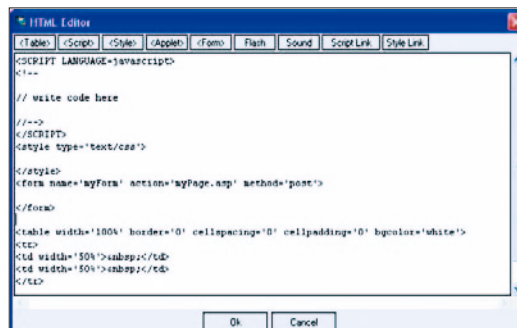 HTML Editor
<Table> <Script> <Style> <Applet> <Form> Flash Sound Script Link Style Link
<SCRIPT LANGUAGE=javascript>
<!--
// write code here
//-->
</SCRIPT>
<style type='text/css'>
</style>
<form name='myForm' action='myPage.asp' method='post'>
</form>
<table width='100%' border='0' cellspacing='0' cellpadding='0' bgcolor='white'>
<tr>
<td width='50%'>&nbsp;</td>
<td width='50%'>&nbsp;</td>
</tr>
Ok Cancel